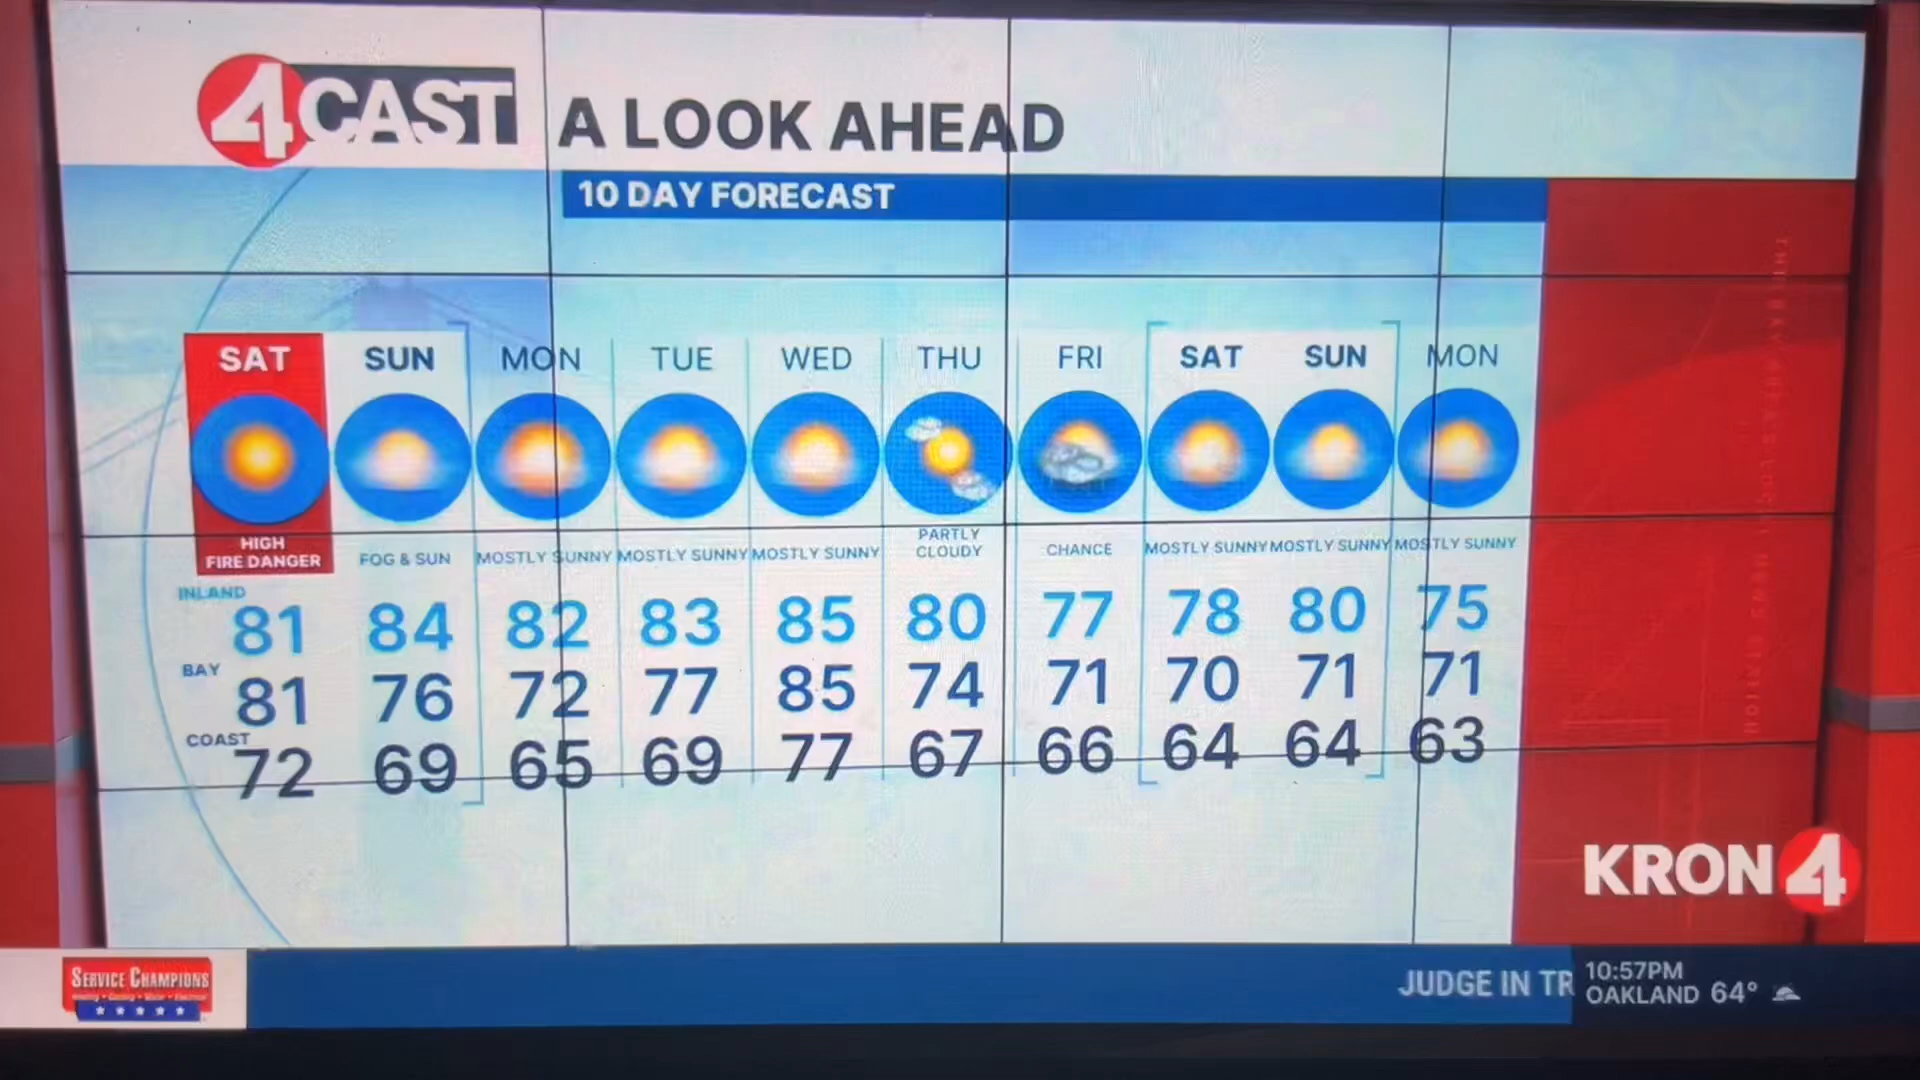 4CAST
A LOOK AHEAD
10 DAY FORECAST
SAT SUN MON TUE WED THU FRI SAT SUN MON
HIGH FIRE DANGER FOG & SUN MOSTLY SUNNY MOSTLY SUNNY MOSTLY SUNNY PARTLY CLOUDY CHANCE MOSTLY SUNNY MOSTLY SUNNY MOSTLY SUNNY
INLAND
81 84 82 83 85 80 77 78 80 75
BAY
81 76 72 77 85 74 71 70 71 71
COAST
72 69 65 69 77 67 66 64 64 63
KRON4
SERVICE CHAMPIONS
JUDGE IN TR
10:57PM
OAKLAND 64°